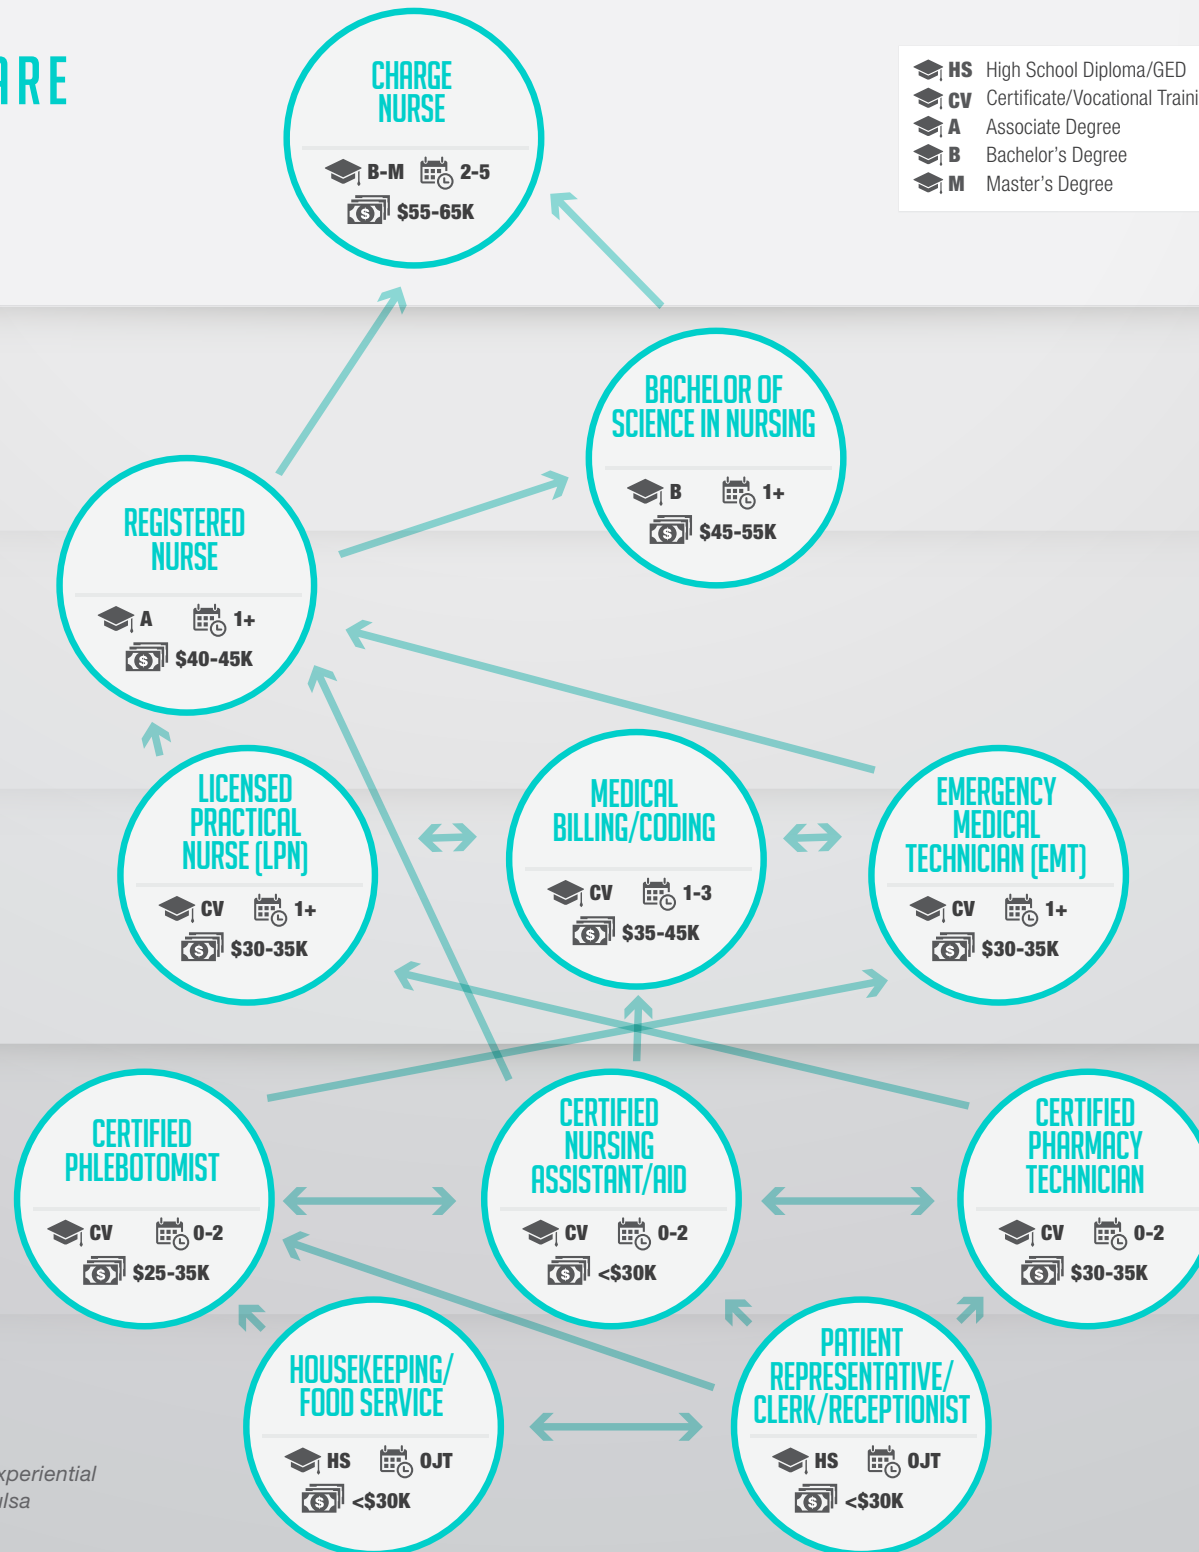 ARE
CHARGE
NURSE
B-M 2-5
$55-65K
HS High School Diploma/GED
CV Certificate/Vocational Traini
A Associate Degree
B Bachelor's Degree
M Master's Degree
BACHELOR OF
SCIENCE IN NURSING
B 1+
$45-55K
REGISTERED
NURSE
A 1+
$40-45K
LICENSED
PRACTICAL
NURSE (LPN)
CV 1+
$30-35K
MEDICAL
BILLING/CODING
CV 1-3
$35-45K
EMERGENCY
MEDICAL
TECHNICIAN (EMT)
CV 1+
$30-35K
CERTIFIED
PHLEBOTOMIST
CV 0-2
$25-35K
CERTIFIED
NURSING
ASSISTANT/AID
CV 0-2
<$30K
CERTIFIED
PHARMACY
TECHNICIAN
CV 0-2
$30-35K
HOUSEKEEPING/
FOOD SERVICE
HS OJT
<$30K
PATIENT
REPRESENTATIVE/
CLERK/RECEPTIONIST
HS OJT
<$30K
xperiential
ulsa